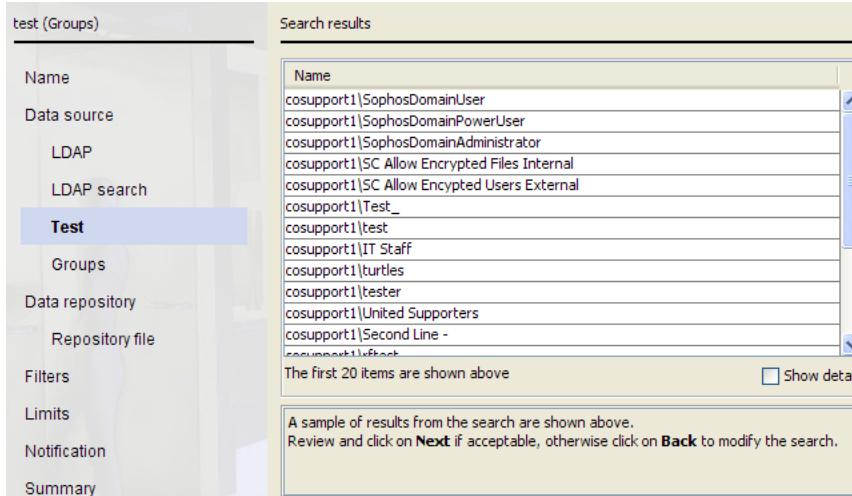 test (Groups)
Name
Data source
LDAP
LDAP search
Test
Groups
Data repository
Repository file
Filters
Limits
Notification
Summary
Search results
Name
cosupport1\SophosDomainUser
cosupport1\SophosDomainPowerUser
cosupport1\SophosDomainAdministrator
cosupport1\SC Allow Encrypted Files Internal
cosupport1\SC Allow Encypted Users External
cosupport1\Test_
cosupport1\test
cosupport1\IT Staff
cosupport1\turtles
cosupport1\tester
cosupport1\United Supporters
cosupport1\Second Line -
cosupport1\rftest
The first 20 items are shown above
Show deta
A sample of results from the search are shown above.
Review and click on Next if acceptable, otherwise click on Back to modify the search.